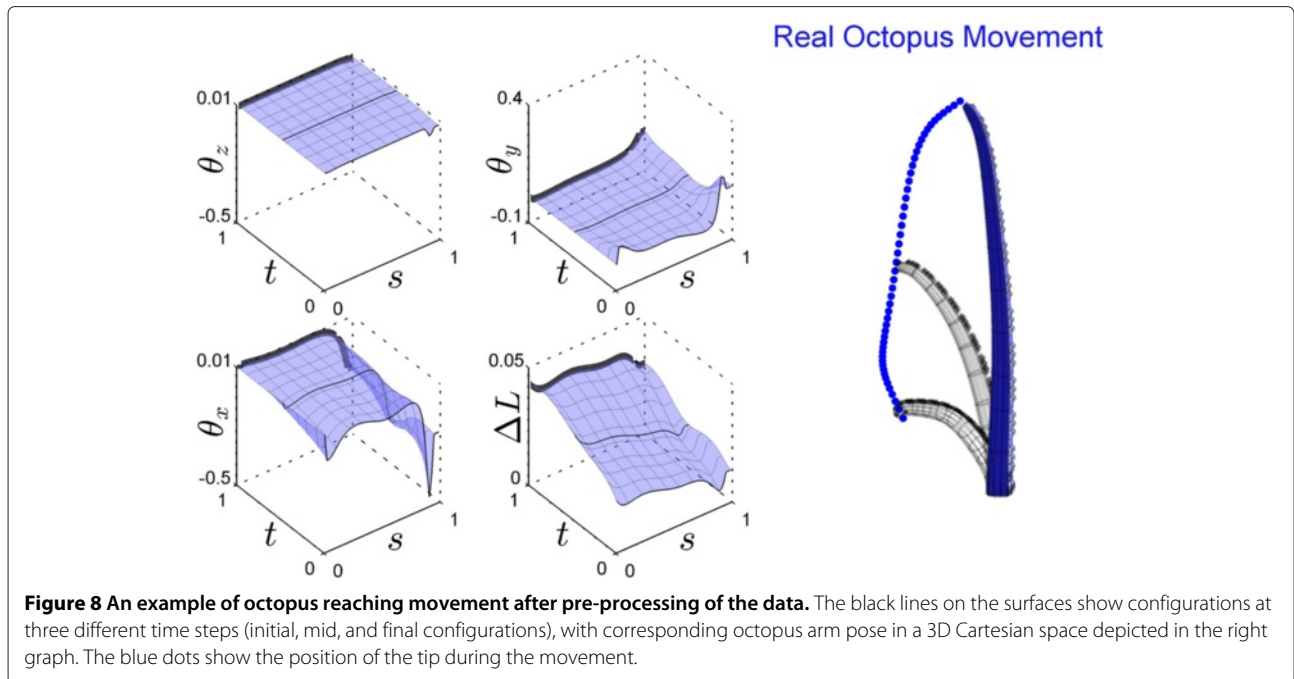 Real Octopus Movement
0.01
θz
-0.5
1
t
0
0
s
1
0.4
θy
-0.1
1
t
0
0
s
1
0.01
θx
-0.5
1
t
0
0
s
1
0.05
ΔL
0
1
t
0
0
s
1
Figure 8 An example of octopus reaching movement after pre-processing of the data. The black lines on the surfaces show configurations at
three different time steps (initial, mid, and final configurations), with corresponding octopus arm pose in a 3D Cartesian space depicted in the right
graph. The blue dots show the position of the tip during the movement.